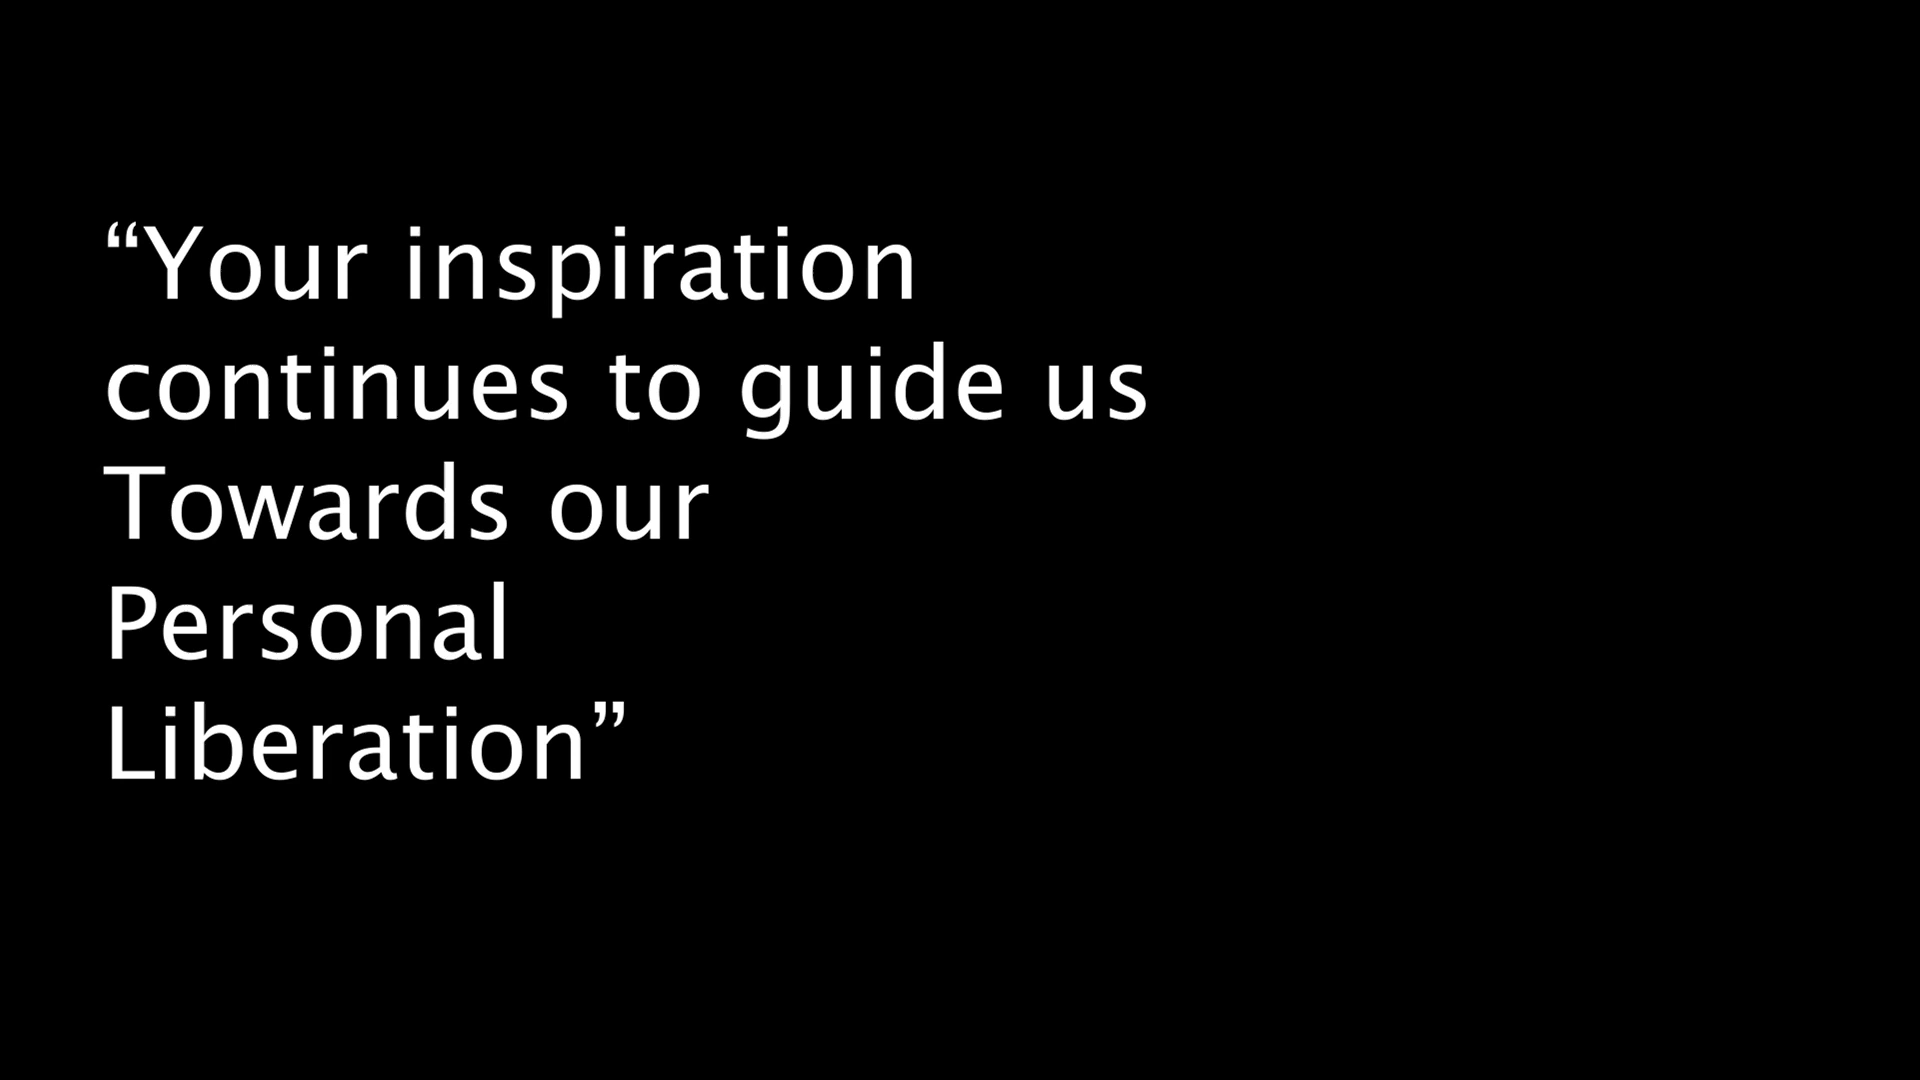 “Your inspiration
continues to guide us
Towards our
Personal
Liberation”